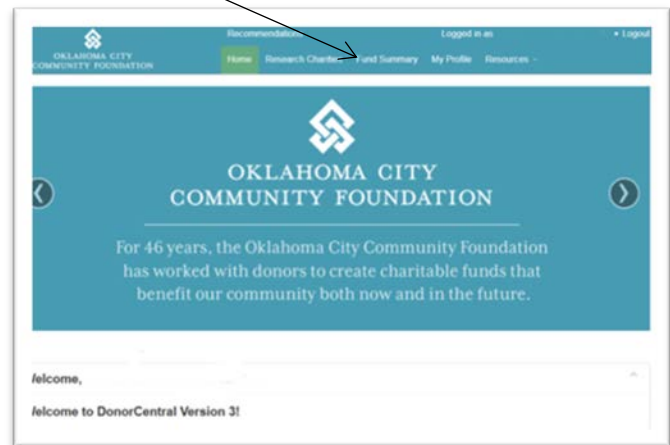 Recommendations Logged in as • Logout
OKLAHOMA CITY
COMMUNITY FOUNDATION
Home Research Charities Fund Summary My Profile Resources
OKLAHOMA CITY
COMMUNITY FOUNDATION
For 46 years, the Oklahoma City Community Foundation
has worked with donors to create charitable funds that
benefit our community both now and in the future.
elcome,
elcome to DonorCentral Version 3!